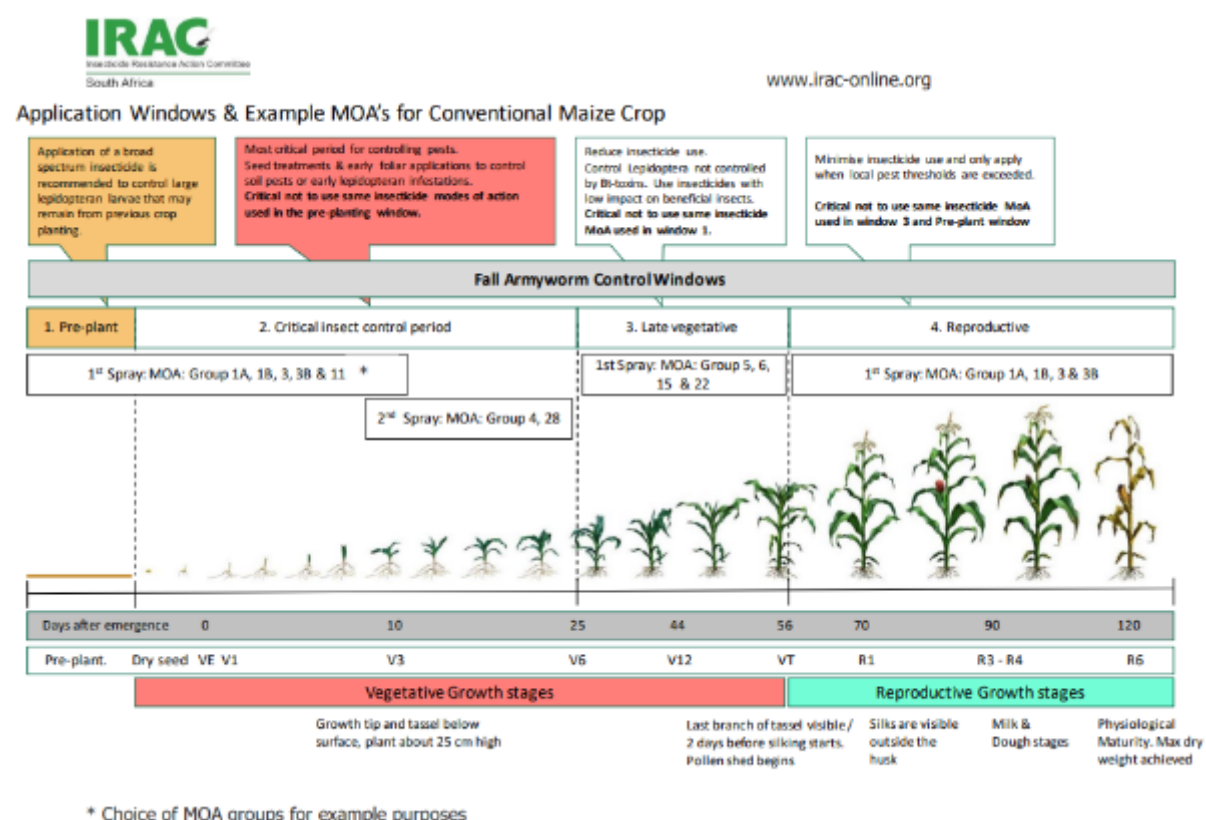 IRAC
Insecticide Resistance Action Committee
South Africa
www.irac-online.org
Application Windows & Example MOA's for Conventional Maize Crop
Application of a broad
spectrum insecticide is
recommended to control large
lepidopteran larvae that may
remain from previous crop
planting.
Most critical period for controlling pests.
Seed treatments & early foliar applications to control
soil pests or early lepidopteran infestations.
Critical not to use same insecticide modes of action
used in the pre-planting window.
Reduce insecticide use.
Control Lepidoptera not controlled
by Bt-toxins. Use insecticides with
low impact on beneficial insects.
Critical not to use same insecticide
MoA used in window 1.
Minimise insecticide use and only apply
when local pest thresholds are exceeded.
Critical not to use same insecticide MoA
used in window 3 and Pre-plant window
Fall Armyworm Control Windows
1. Pre-plant
2. Critical insect control period
3. Late vegetative
4. Reproductive
1st Spray: MOA: Group 1A, 1B, 3, 3B & 11 *
1st Spray: MOA: Group 5, 6,
15 & 22
1st Spray: MOA: Group 1A, 1B, 3 & 3B
2nd Spray: MOA: Group 4, 28
Days after emergence 0 10 25 44 56 70 90 120
Pre-plant. Dry seed VE V1 V3 V6 V12 VT R1 R3 - R4 R6
Vegetative Growth stages
Reproductive Growth stages
Growth tip and tassel below
surface, plant about 25 cm high
Last branch of tassel visible /
2 days before silking starts.
Pollen shed begins
Silks are visible
outside the
husk
Milk &
Dough stages
Physiological
Maturity. Max dry
weight achieved
* Choice of MOA groups for example purposes